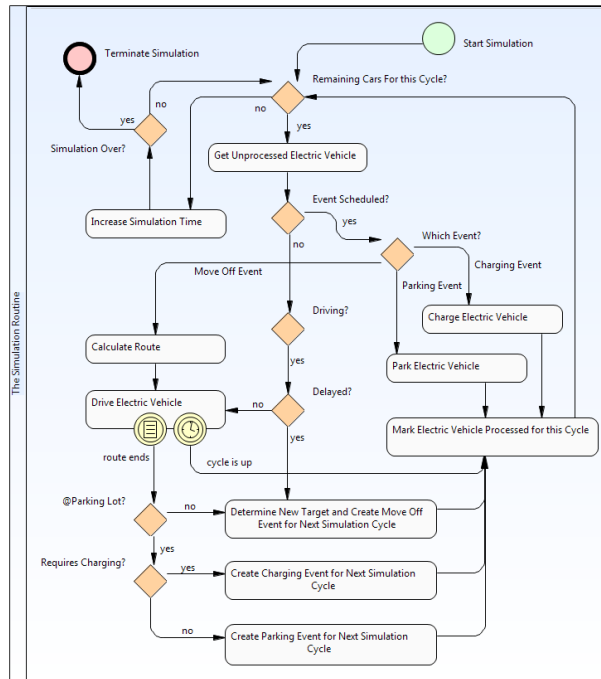 Start Simulation
Terminate Simulation
Remaining Cars For this Cycle?
no
no
yes
yes
Simulation Over?
Get Unprocessed Electric Vehicle
Event Scheduled?
Increase Simulation Time
yes
Which Event?
no
Charging Event
Move Off Event
Parking Event
Driving?
Charge Electric Vehicle
Calculate Route
yes
Park Electric Vehicle
Delayed?
Drive Electric Vehicle
no
Mark Electric Vehicle Processed for this Cycle
yes
route ends
cycle is up
@Parking Lot?
no
Determine New Target and Create Move Off
Event for Next Simulation Cycle
yes
Requires Charging?
yes
Create Charging Event for Next Simulation
Cycle
no
Create Parking Event for Next Simulation
Cycle
The Simulation Routine